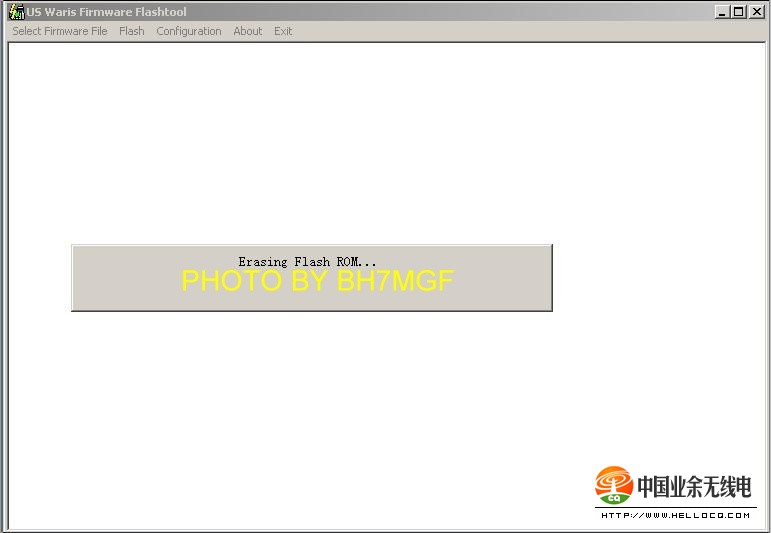 US Waris Firmware Flashtool
Select Firmware File Flash Configuration About Exit
Erasing Flash ROM...
PHOTO BY BH7MGF
CQ
中国业余无线电
HTTP://WWW.HELLOCQ.COM